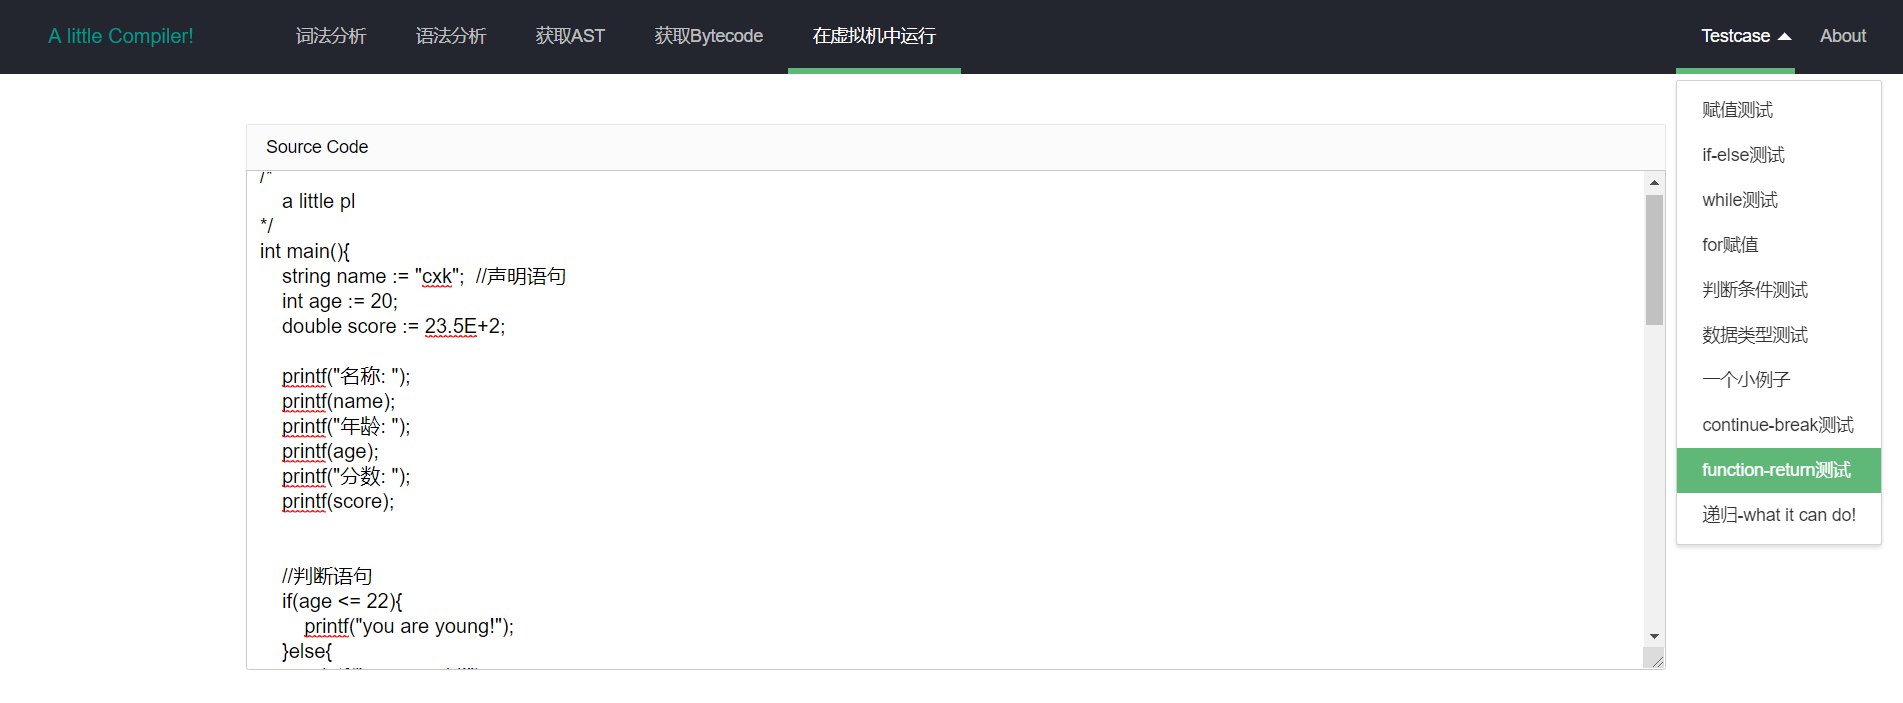 A little Compiler!
词法分析
语法分析
获取AST
获取Bytecode
在虚拟机中运行
Testcase
About
Source Code
/*
a little pl
*/
int main(){
string name := "cxk";  //声明语句
int age := 20;
double score := 23.5E+2;
printf("名称: ");
printf(name);
printf("年龄: ");
printf(age);
printf("分数: ");
printf(score);
//判断语句
if(age <= 22){
printf("you are young!");
}else{
赋值测试
if-else测试
while测试
for赋值
判断条件测试
数据类型测试
一个小例子
continue-break测试
function-return测试
递归-what it can do!